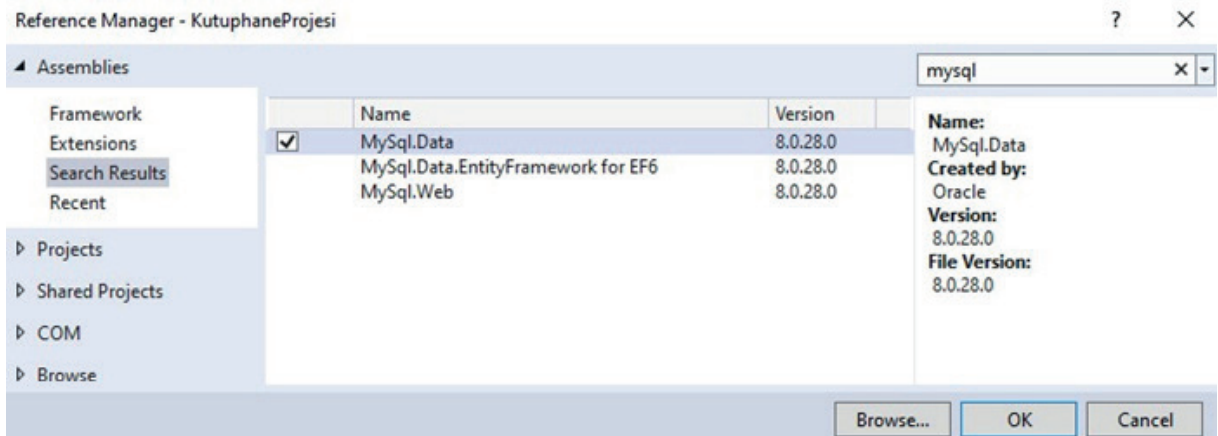 Reference Manager - KutuphaneProjesi
? ×
Assemblies
mysql ×
Framework
Extensions
Search Results
Recent
Projects
Shared Projects
COM
Browse
Name Version
MySql.Data 8.0.28.0
MySql.Data.EntityFramework for EF6 8.0.28.0
MySql.Web 8.0.28.0
Name:
MySql.Data
Created by:
Oracle
Version:
8.0.28.0
File Version:
8.0.28.0
Browse... OK Cancel